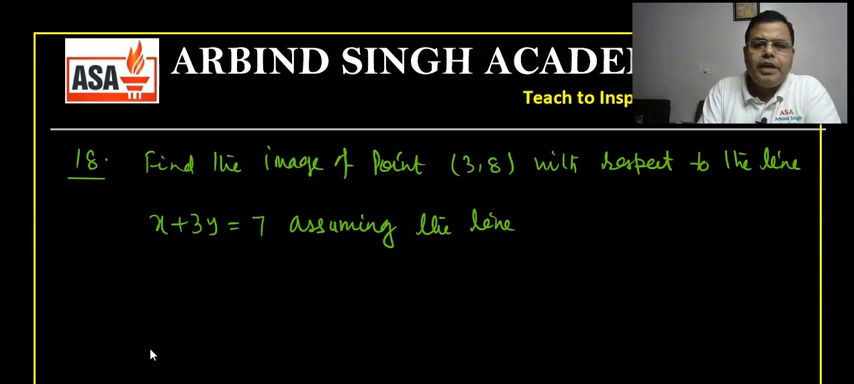 ASA
ARBIND SINGH ACADE
Teach to Insp
ASA
Arbind Singh
18. Find the image of Point (3,8) with respect to the line
x+3y = 7 assuming the line